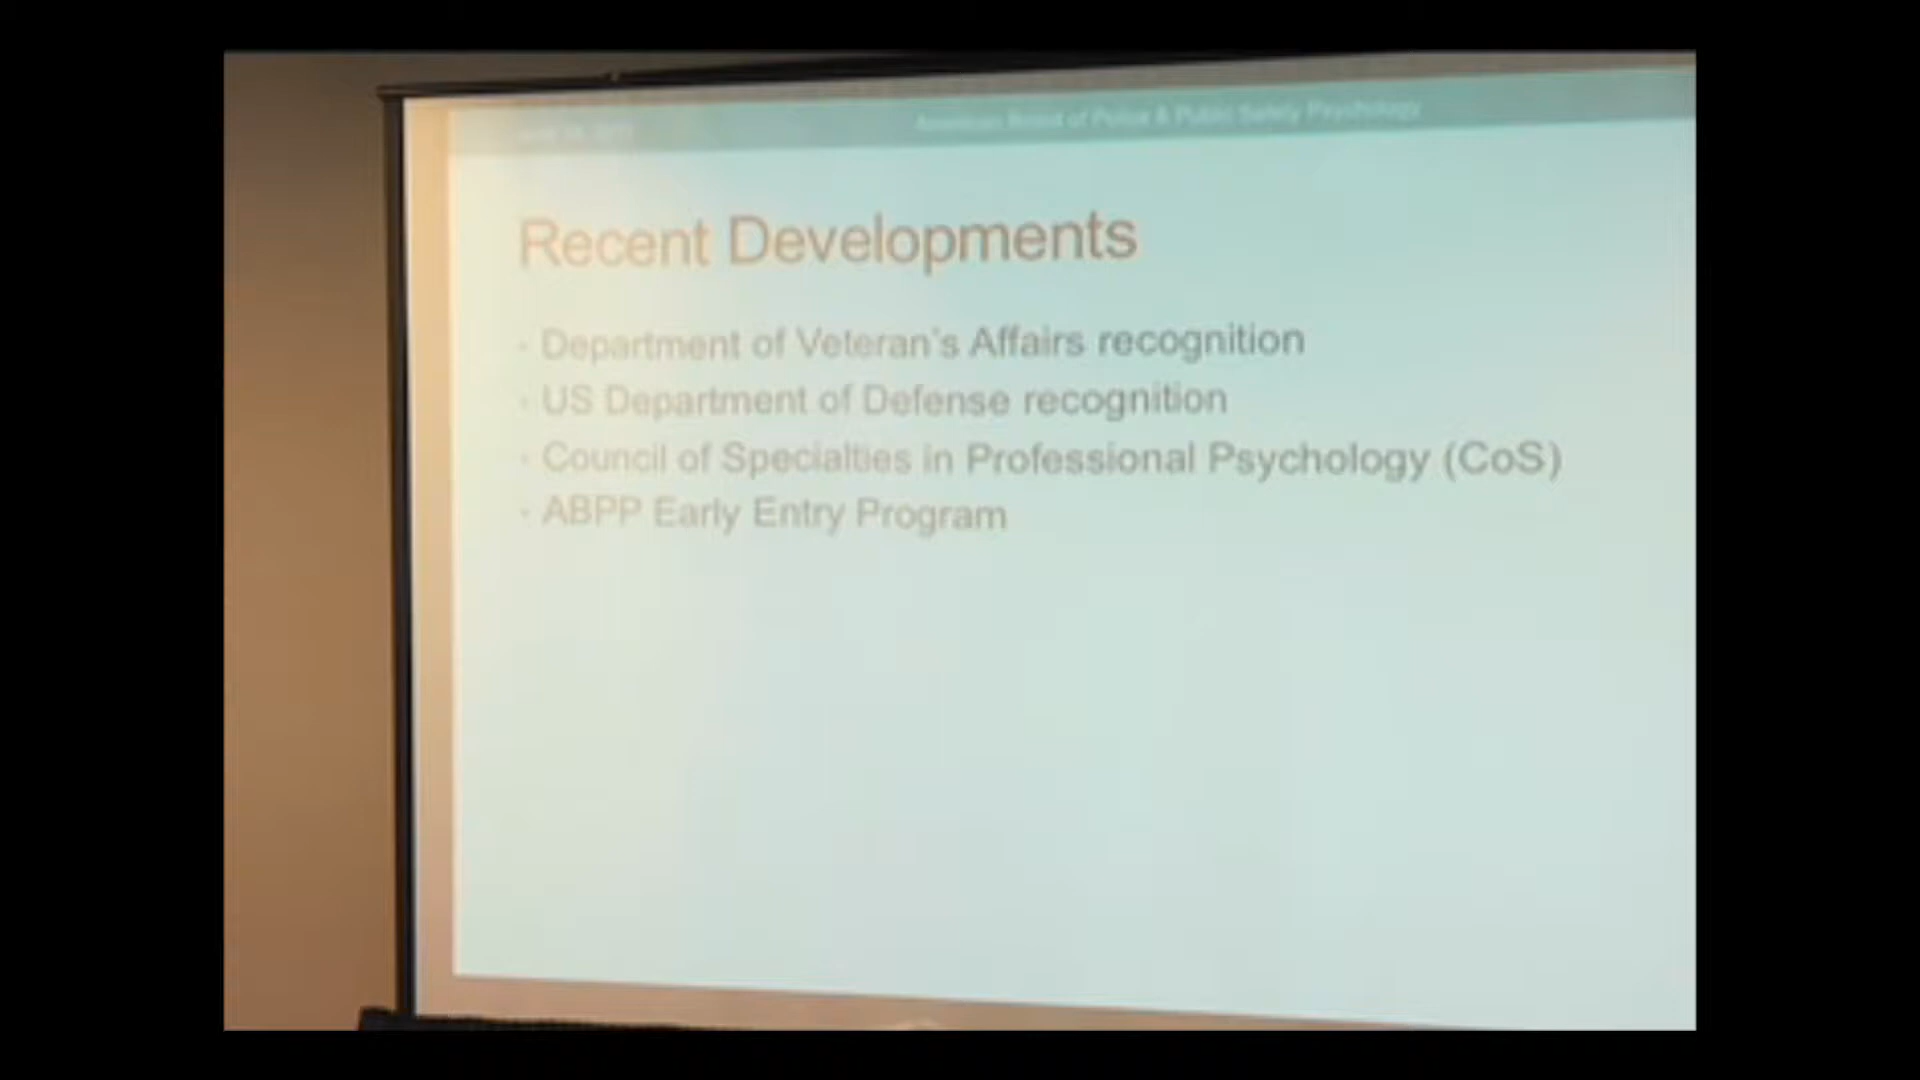 American Board of Police & Public Safety Psychology
Recent Developments
· Department of Veteran's Affairs recognition
· US Department of Defense recognition
· Council of Specialties in Professional Psychology (CoS)
· ABPP Early Entry Program